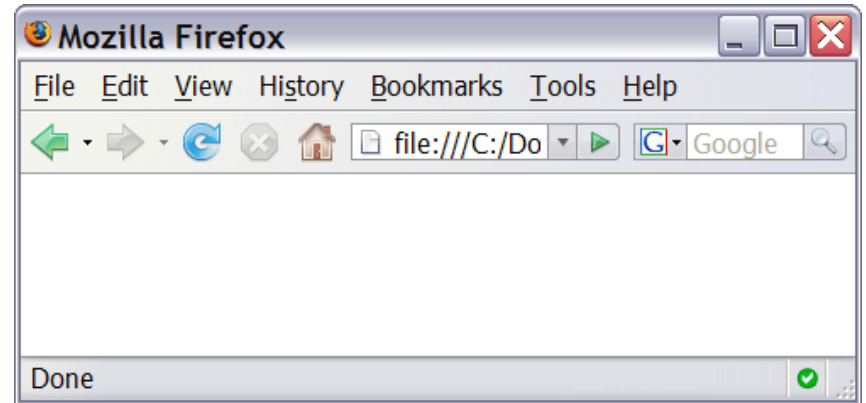 Mozilla Firefox
File Edit View History Bookmarks Tools Help
file:///C:/Do G Google
Done